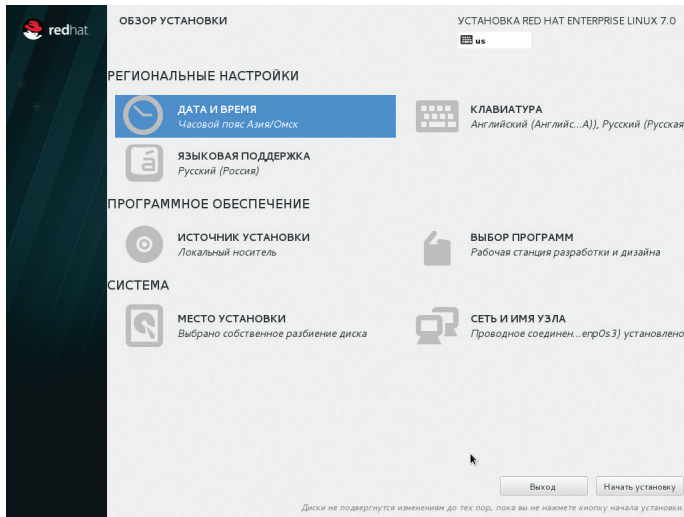 redhat
ОБЗОР УСТАНОВКИ
УСТАНОВКА RED HAT ENTERPRISE LINUX 7.0
us
РЕГИОНАЛЬНЫЕ НАСТРОЙКИ
ДАТА И ВРЕМЯ
Часовой пояс Азия/Омск
КЛАВИАТУРА
Английский (Английс...А)), Русский (Русская
ЯЗЫКОВАЯ ПОДДЕРЖКА
Русский (Россия)
ПРОГРАММНОЕ ОБЕСПЕЧЕНИЕ
ИСТОЧНИК УСТАНОВКИ
Локальный носитель
ВЫБОР ПРОГРАММ
Рабочая станция разработки и дизайна
СИСТЕМА
МЕСТО УСТАНОВКИ
Выбрано собственное разбиение диска
СЕТЬ И ИМЯ УЗЛА
Проводное соединен...enp0s3) установлено
Выход
Начать установку
Диски не подвергнутся изменениям до тех пор, пока вы не нажмете кнопку начала установки.